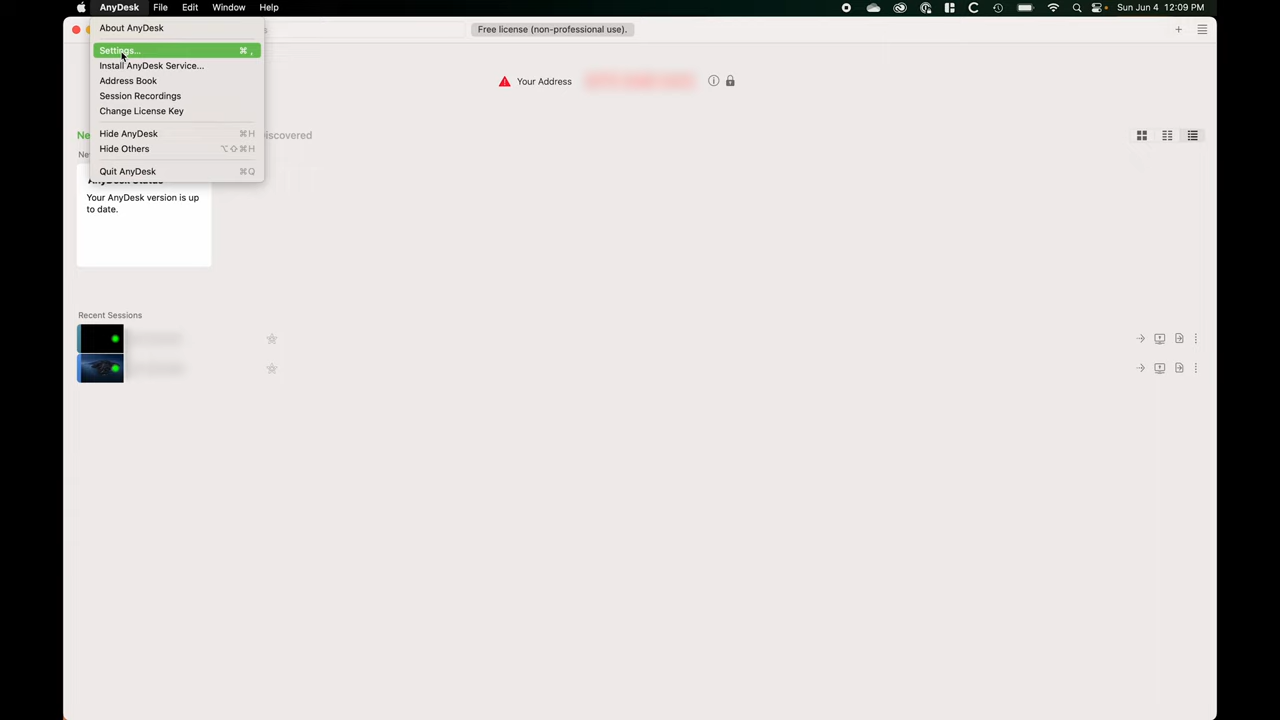 AnyDesk File Edit Window Help
Sun Jun 4 12:09 PM
About AnyDesk
Free license (non-professional use).
Settings... ⌘ ,
Install AnyDesk Service...
Your Address
Address Book
Session Recordings
Change License Key
Hide AnyDesk ⌘H
Discovered
Hide Others ⌥⇧⌘H
Quit AnyDesk ⌘Q
AnyDesk Status
Your AnyDesk version is up
to date.
Recent Sessions